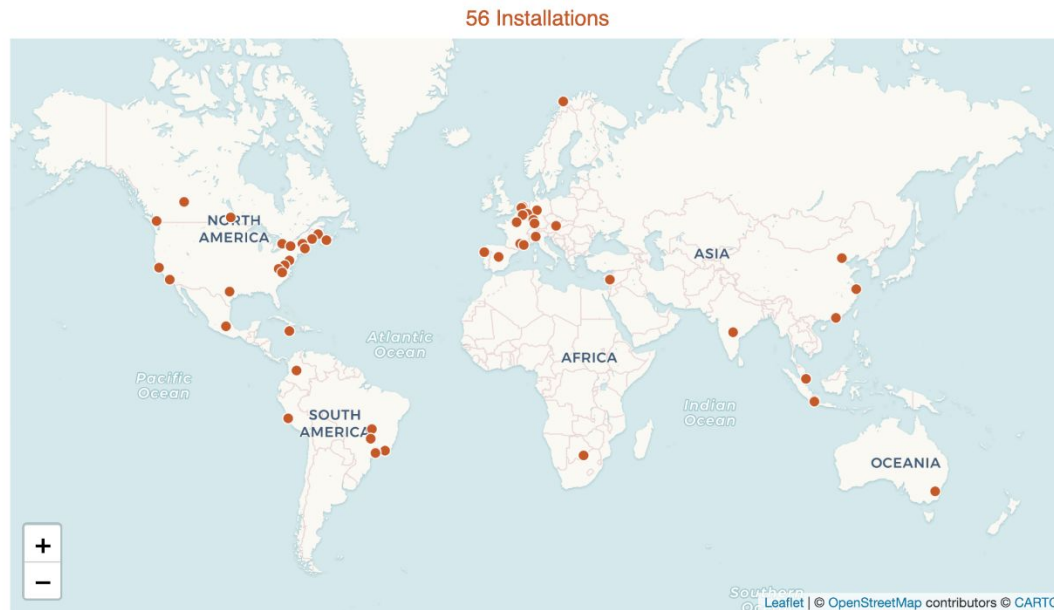 56 Installations
NORTH
AMERICA
ASIA
Atlantic
Ocean
AFRICA
Pacific
Ocean
Indian
Ocean
SOUTH
AMERICA
OCEANIA
+
−
Southern
Leaflet | © OpenStreetMap contributors © CARTO